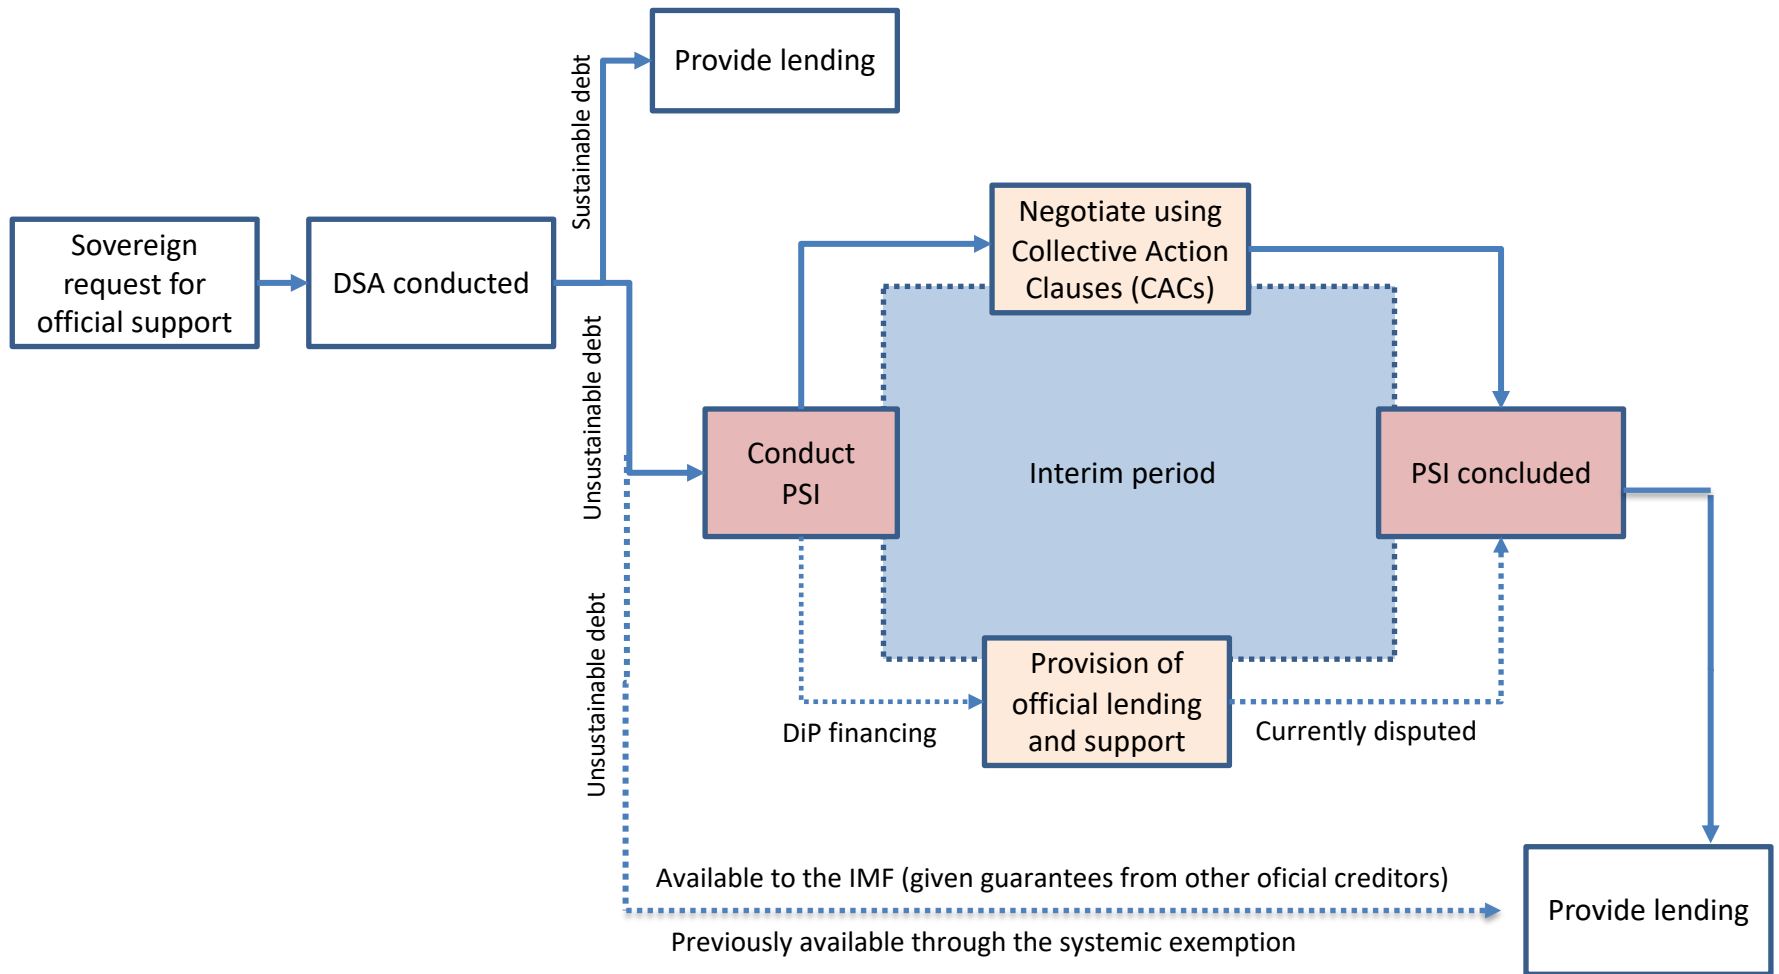 Provide lending
Sustainable debt
Sovereign
request for
official support
DSA conducted
Unsustainable debt
Negotiate using
Collective Action
Clauses (CACs)
Conduct
PSI
Interim period
PSI concluded
Unsustainable debt
Provision of
official lending
and support
DiP financing
Currently disputed
Available to the IMF (given guarantees from other oficial creditors)
Previously available through the systemic exemption
Provide lending